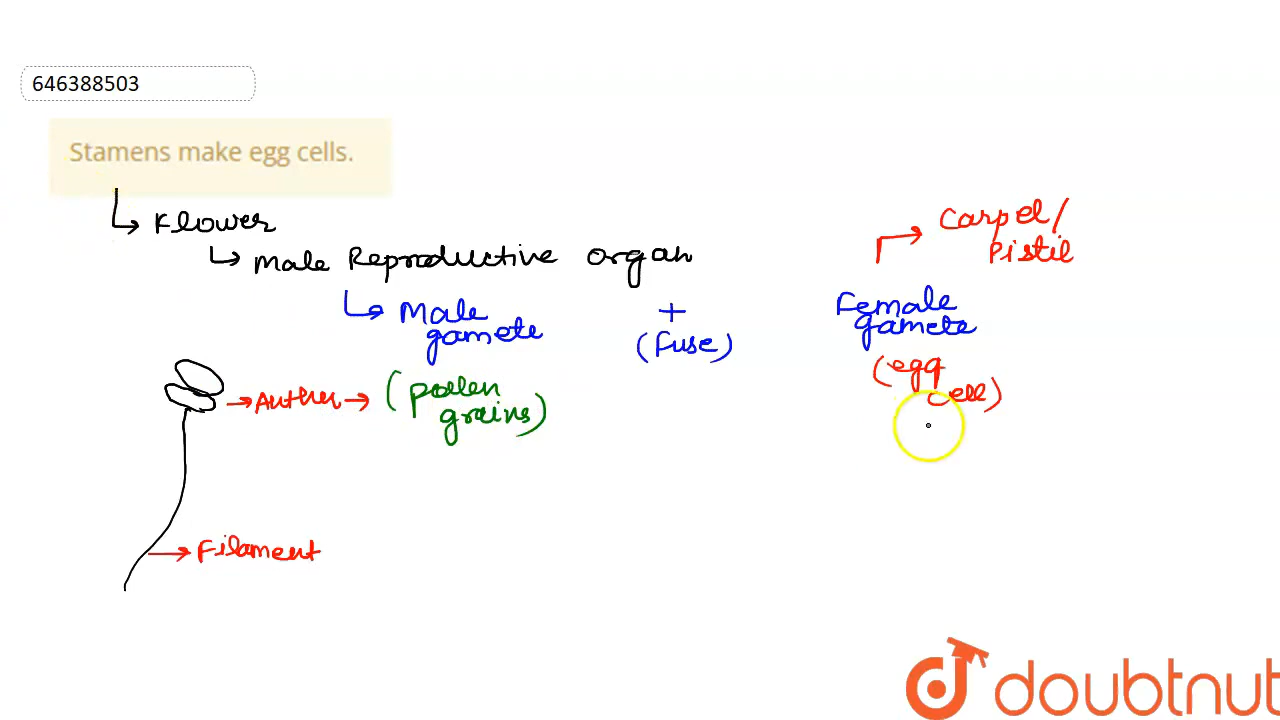 646388503
Stamens make egg cells.
Flower
Male Reproductive Organ
Carpel/
Pistil
Male
gamete
+
(fuse)
Female
gamete
(egg
cell)
Anther
(pollen
grains)
Filament
doubtnut